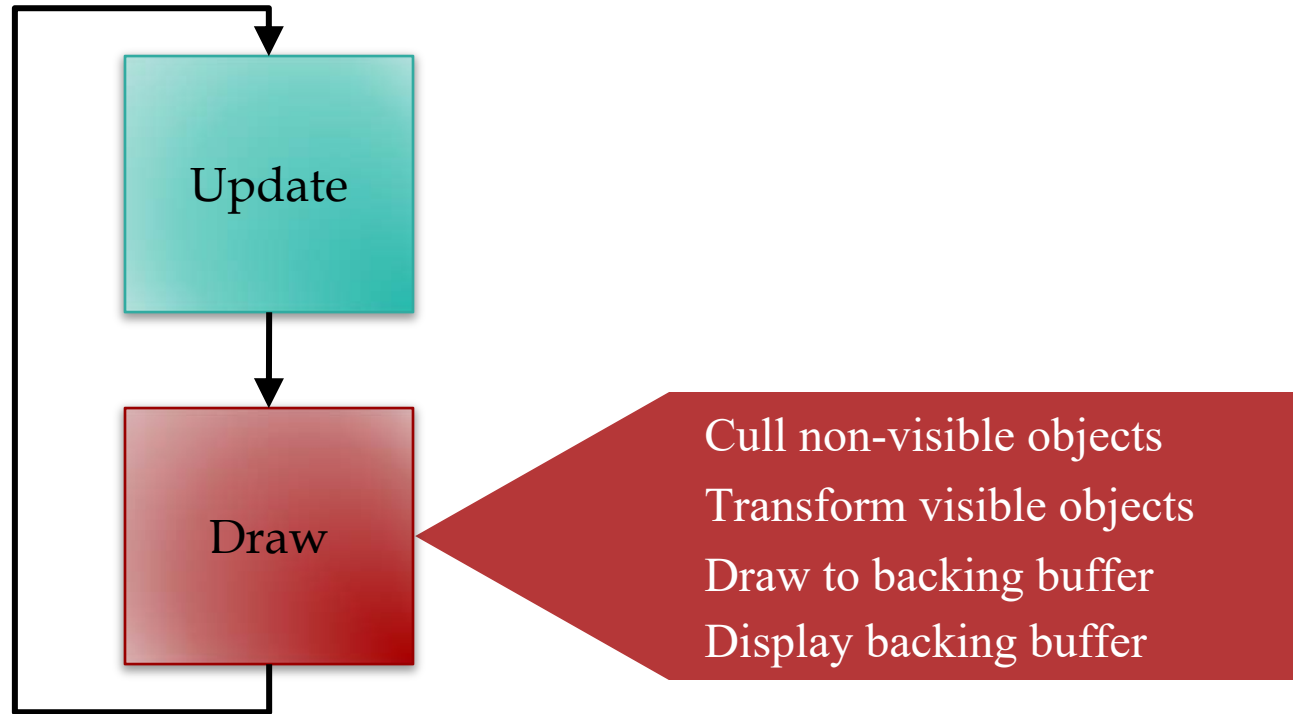 Update
Draw
Cull non-visible objects
Transform visible objects
Draw to backing buffer
Display backing buffer